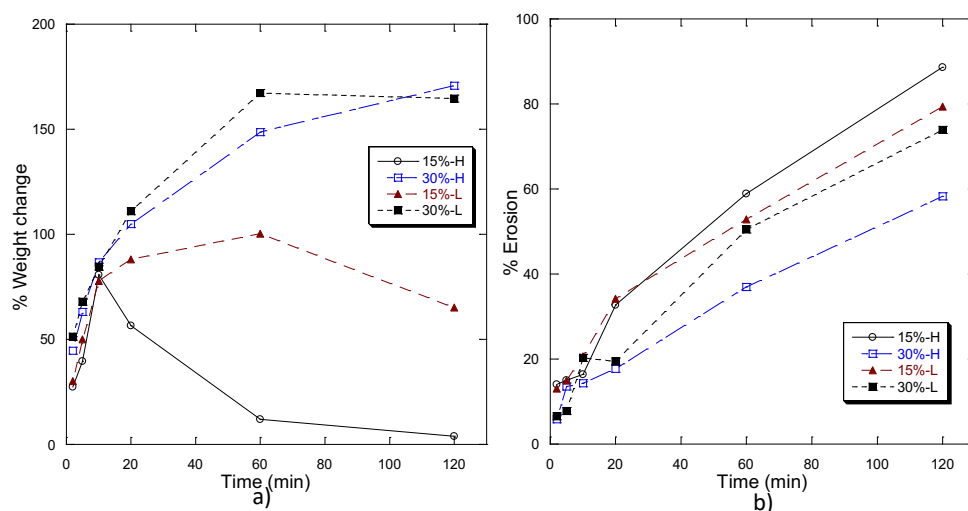 200
150
100
50
0
% Weight change
15%-H
30%-H
15%-L
30%-L
0 20 40 60 80 100 120
Time (min)
a)
100
80
60
40
20
0
% Erosion
15%-H
30%-H
15%-L
30%-L
0 20 40 60 80 100 120
Time (min)
b)